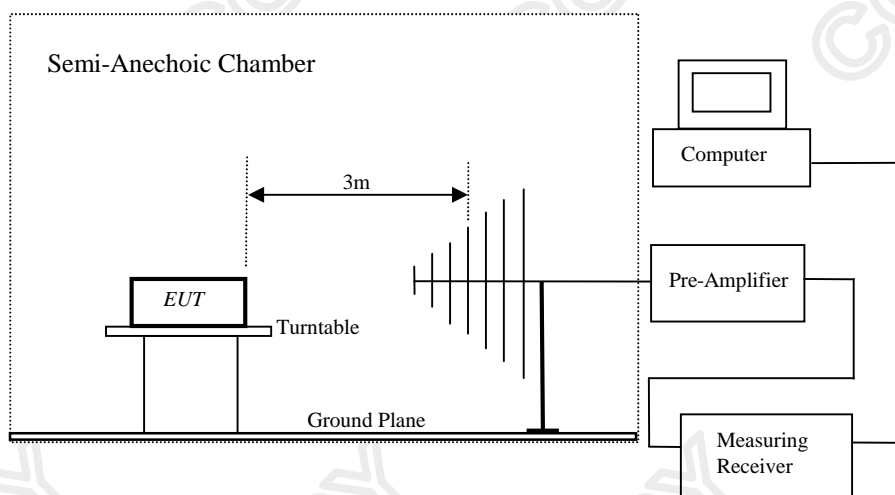 Semi-Anechoic Chamber
3m
Computer
EUT
Turntable
Pre-Amplifier
Ground Plane
Measuring
Receiver